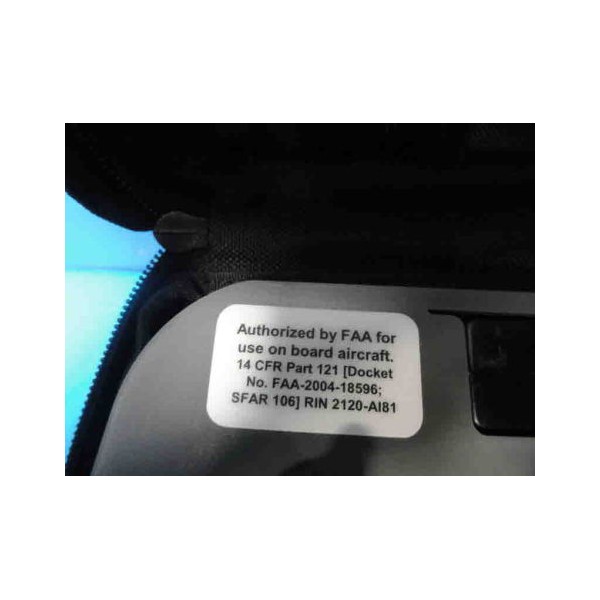 Authorized by FAA for
use on board aircraft.
14 CFR Part 121 [Docket
No. FAA-2004-18596;
SFAR 106] RIN 2120-AI81